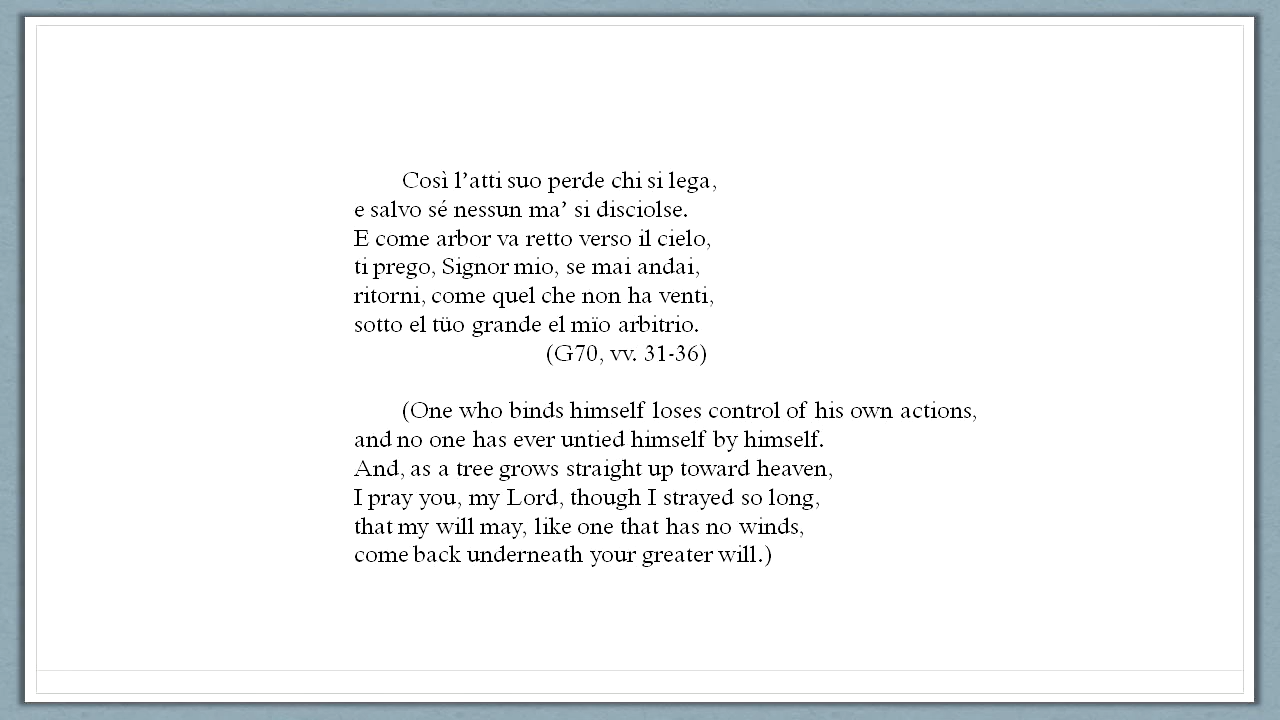 Così l’atti suo perde chi si lega,
e salvo sé nessun ma’ si disciolse.
E come arbor va retto verso il cielo,
ti prego, Signor mio, se mai andai,
ritorni, come quel che non ha venti,
sotto el tüo grande el mïo arbitrio.
(G70, vv. 31-36)
(One who binds himself loses control of his own actions,
and no one has ever untied himself by himself.
And, as a tree grows straight up toward heaven,
I pray you, my Lord, though I strayed so long,
that my will may, like one that has no winds,
come back underneath your greater will.)